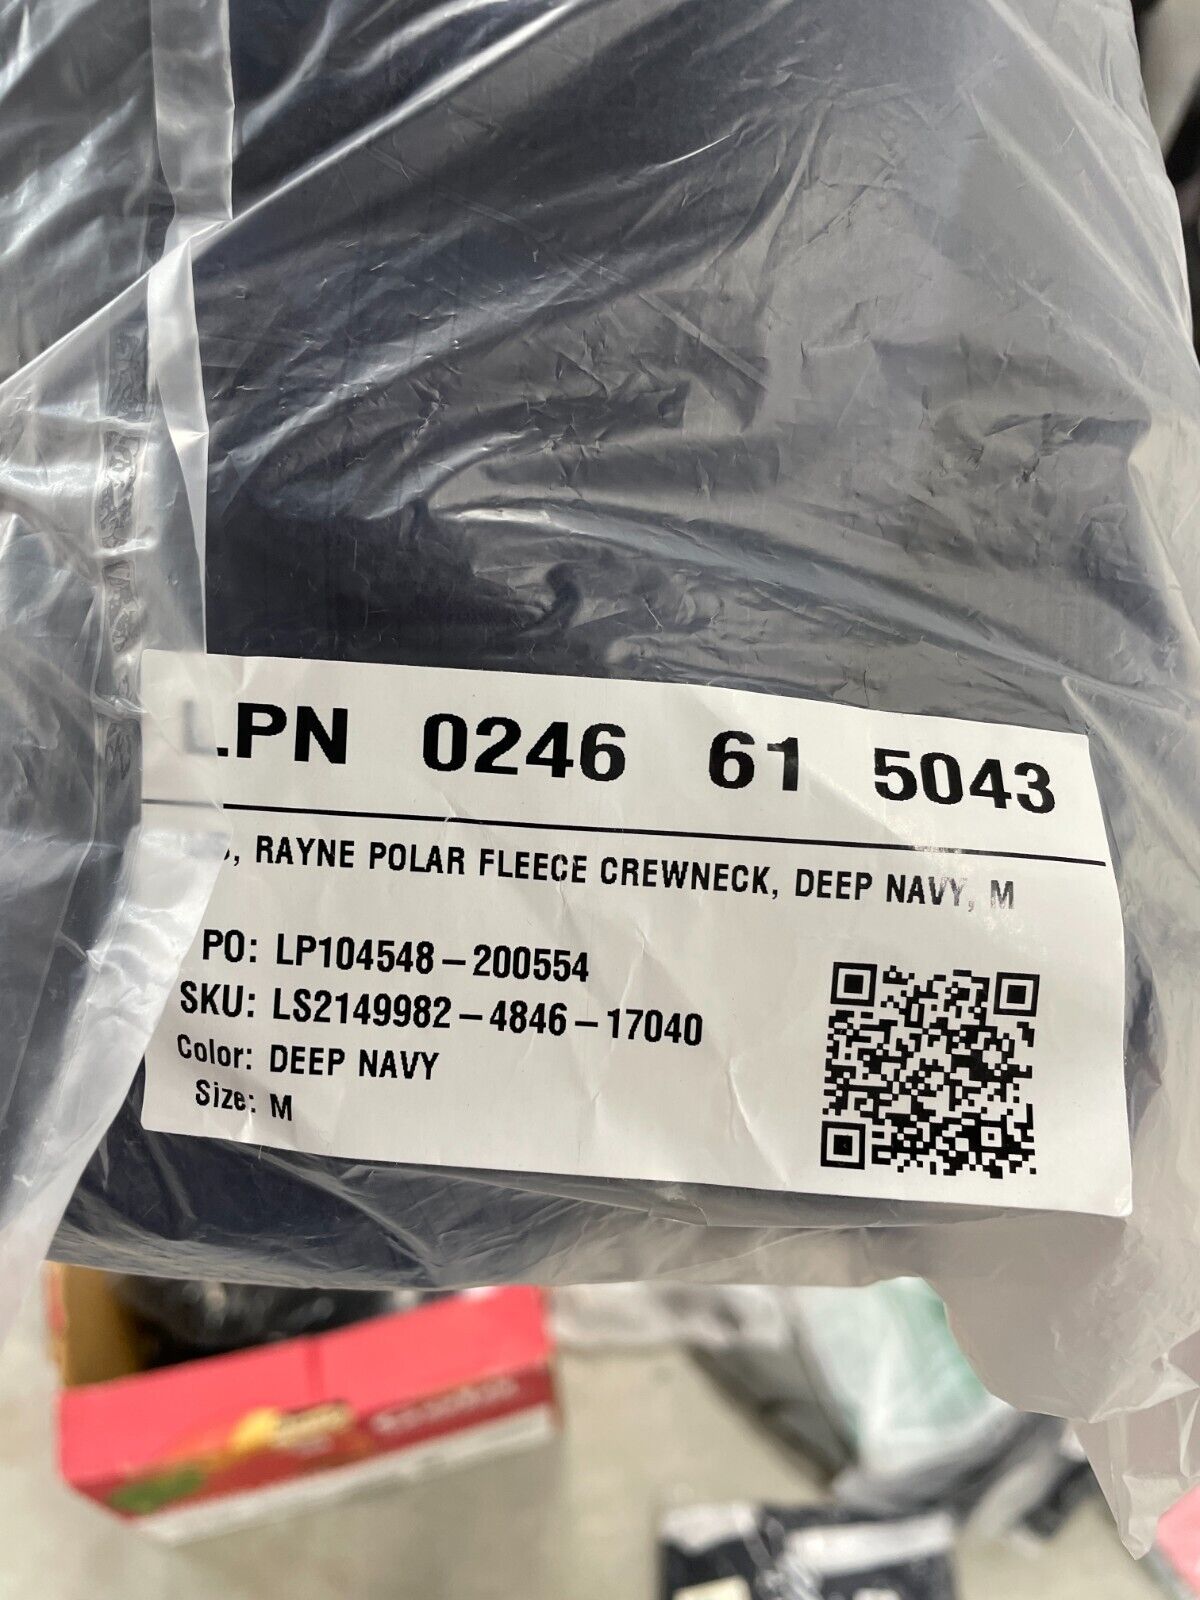 LPN 0246 61 5043
RAYNE POLAR FLEECE CREWNECK, DEEP NAVY, M
PO: LP104548-200554
SKU: LS2149982-4846-17040
Color: DEEP NAVY
Size: M